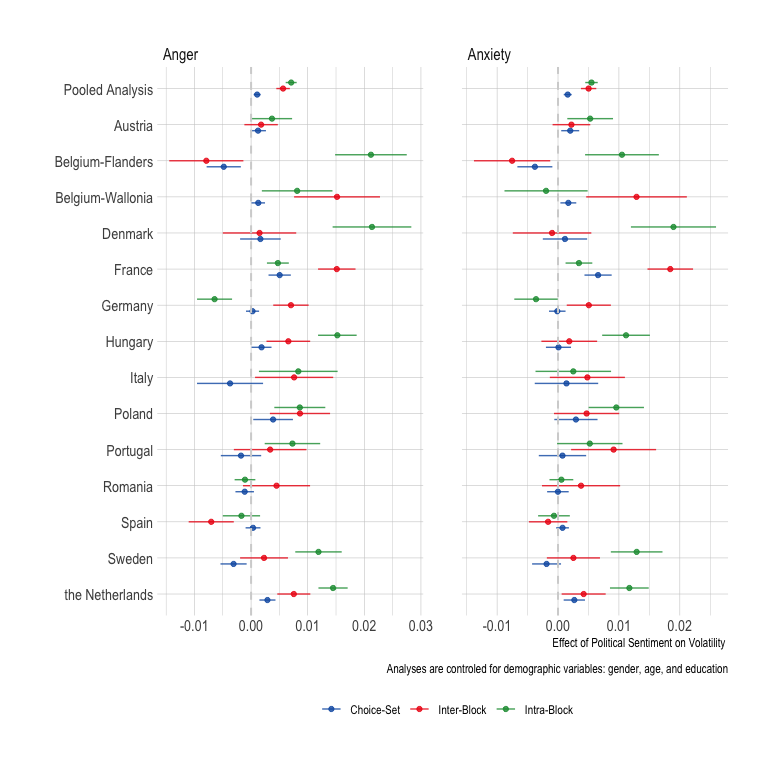 Anger
Anxiety
Pooled Analysis
Austria
Belgium-Flanders
Belgium-Wallonia
Denmark
France
Germany
Hungary
Italy
Poland
Portugal
Romania
Spain
Sweden
the Netherlands
-0.01 0.00 0.01 0.02 0.03
-0.01 0.00 0.01 0.02
Effect of Political Sentiment on Volatility
Analyses are controled for demographic variables: gender, age, and education
Choice-Set Inter-Block Intra-Block